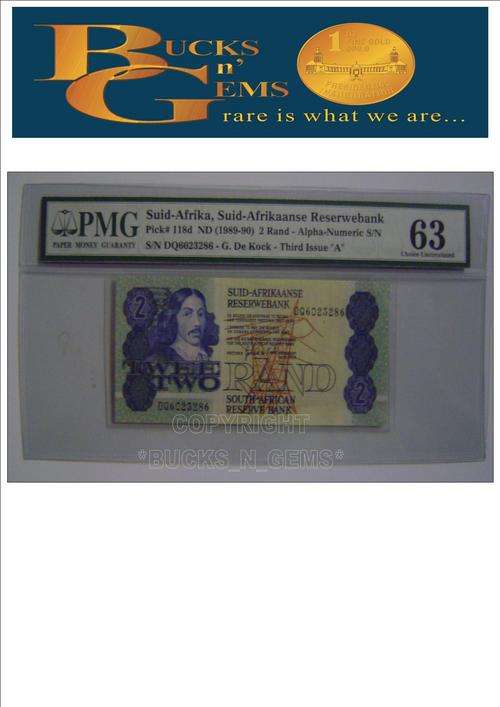 BUCKS
n'
GEMS
rare is what we are...
1
PMG
PAPER MONEY GUARANTY
Suid-Afrika, Suid-Afrikaanse Reserwebank
Pick# 118d ND (1989-90) 2 Rand - Alpha-Numeric S/N
S/N DQ6023286 - G. De Kock - Third Issue "A"
63
Choice Uncirculated
2
SUID-AFRIKAANSE
RESERWEBANK
DQ6023286
TWEE
TWO
RAND
2
DQ6023286
SOUTH AFRICAN
RESERVE BANK
COPYRIGHT
*BUCKS_N_GEMS*